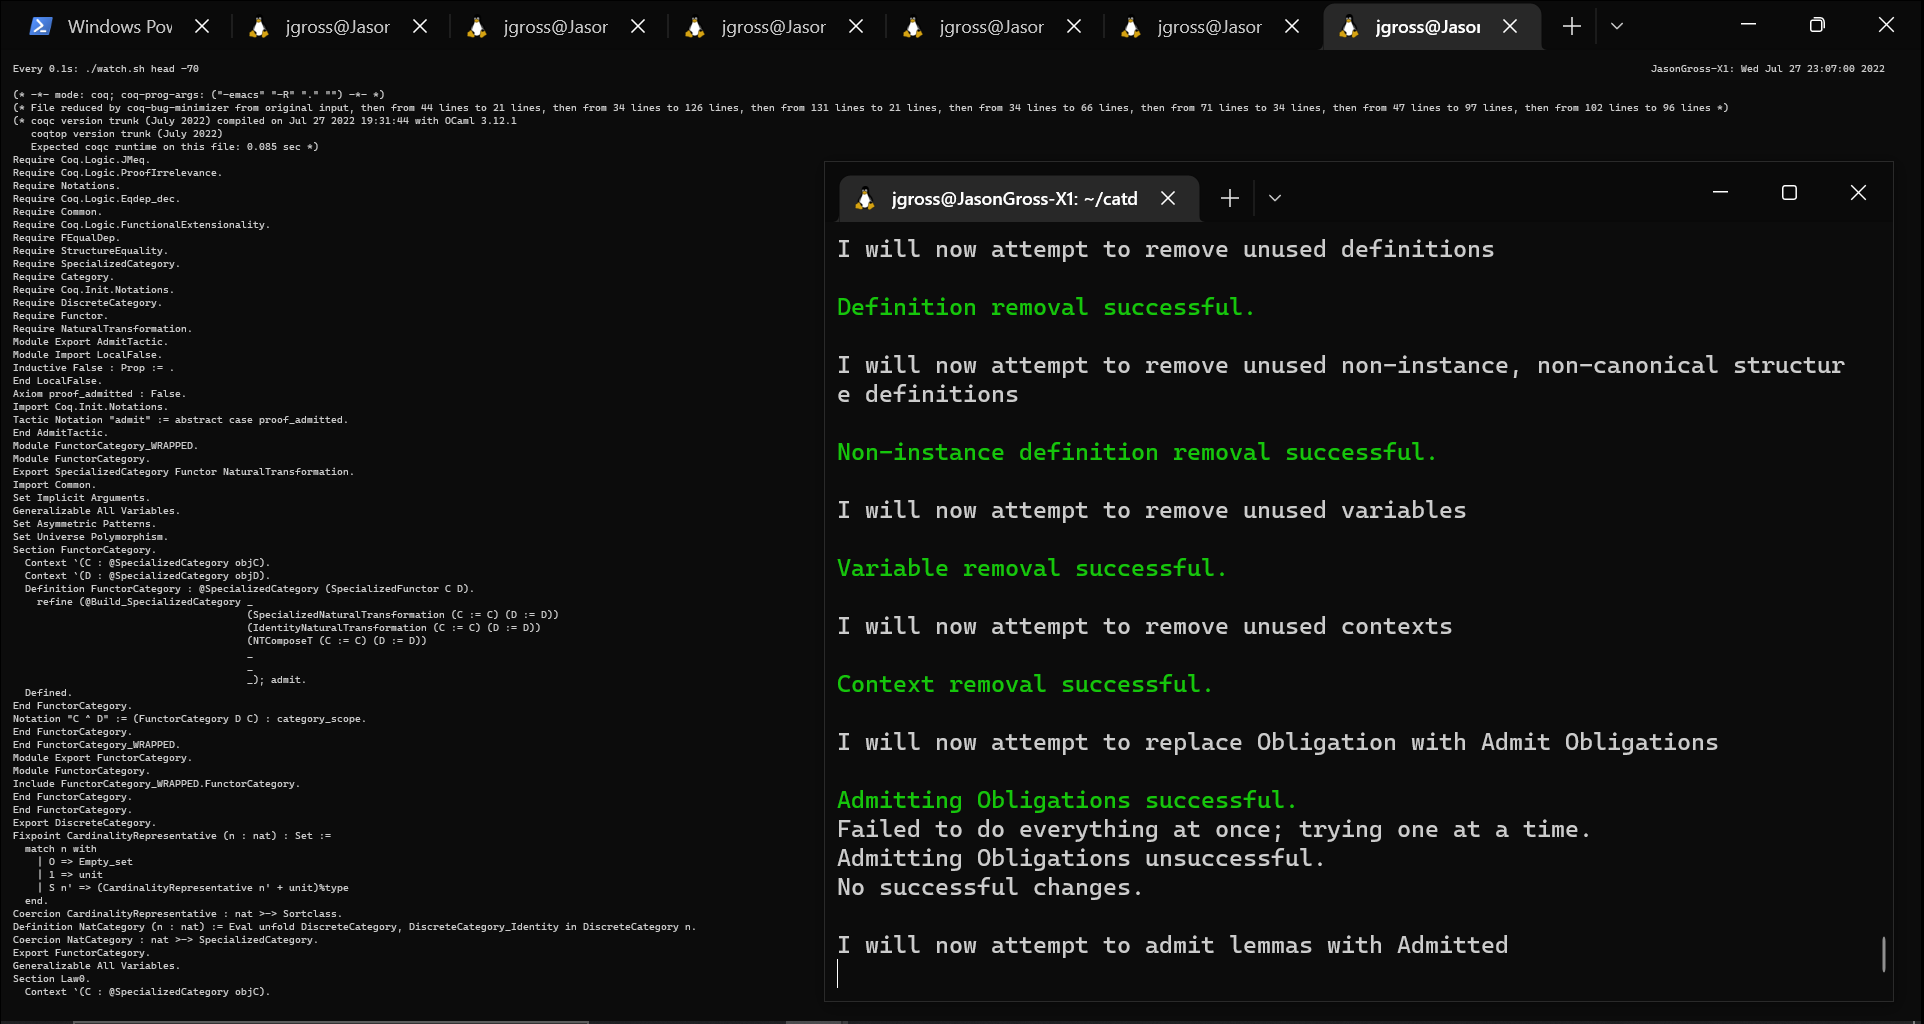 Windows Pow
jgross@Jasor
jgross@Jasor
jgross@Jasor
jgross@Jasor
jgross@Jasor
jgross@Jasor
Every 0.1s: ./watch.sh head -70
JasonGross-X1: Wed Jul 27 23:07:00 2022
(* -*- mode: coq; coq-prog-args: ("-emacs" "-R" "." "") -*- *)
(* File reduced by coq-bug-minimizer from original input, then from 44 lines to 21 lines, then from 34 lines to 126 lines, then from 131 lines to 21 lines, then from 34 lines to 66 lines, then from 71 lines to 34 lines, then from 47 lines to 97 lines, then from 102 lines to 96 lines *)
(* coqc version trunk (July 2022) compiled on Jul 27 2022 19:31:44 with OCaml 3.12.1
   coqtop version trunk (July 2022)
   Expected coqc runtime on this file: 0.085 sec *)
Require Coq.Logic.JMeq.
Require Coq.Logic.ProofIrrelevance.
Require Notations.
Require Coq.Logic.Eqdep_dec.
Require Common.
Require Coq.Logic.FunctionalExtensionality.
Require FEqualDep.
Require StructureEquality.
Require SpecializedCategory.
Require Category.
Require Coq.Init.Notations.
Require DiscreteCategory.
Require Functor.
Require NaturalTransformation.
Module Export AdmitTactic.
Module Import LocalFalse.
Inductive False : Prop := .
End LocalFalse.
Axiom proof_admitted : False.
Import Coq.Init.Notations.
Tactic Notation "admit" := abstract case proof_admitted.
End AdmitTactic.
Module FunctorCategory_WRAPPED.
Module FunctorCategory.
Export SpecializedCategory Functor NaturalTransformation.
Import Common.
Set Implicit Arguments.
Generalizable All Variables.
Set Asymmetric Patterns.
Set Universe Polymorphism.
Section FunctorCategory.
  Context `(C : @SpecializedCategory objC).
  Context `(D : @SpecializedCategory objD).
  Definition FunctorCategory : @SpecializedCategory (SpecializedFunctor C D).
    refine (@Build_SpecializedCategory _
                                       (SpecializedNaturalTransformation (C := C) (D := D))
                                       (IdentityNaturalTransformation (C := C) (D := D))
                                       (NTComposeT (C := C) (D := D))
                                       _
                                       _
                                       _); admit.
  Defined.
End FunctorCategory.
Notation "C ^ D" := (FunctorCategory D C) : category_scope.
End FunctorCategory.
End FunctorCategory_WRAPPED.
Module Export FunctorCategory.
Module FunctorCategory.
Include FunctorCategory_WRAPPED.FunctorCategory.
End FunctorCategory.
End FunctorCategory.
Export DiscreteCategory.
Fixpoint CardinalityRepresentative (n : nat) : Set :=
  match n with
    | O => Empty_set
    | 1 => unit
    | S n' => (CardinalityRepresentative n' + unit)%type
  end.
Coercion CardinalityRepresentative : nat >-> Sortclass.
Definition NatCategory (n : nat) := Eval unfold DiscreteCategory, DiscreteCategory_Identity in DiscreteCategory n.
Coercion NatCategory : nat >-> SpecializedCategory.
Export FunctorCategory.
Generalizable All Variables.
Section Law0.
  Context `(C : @SpecializedCategory objC).
jgross@JasonGross-X1: ~/catd
I will now attempt to remove unused definitions
Definition removal successful.
I will now attempt to remove unused non-instance, non-canonical structur
e definitions
Non-instance definition removal successful.
I will now attempt to remove unused variables
Variable removal successful.
I will now attempt to remove unused contexts
Context removal successful.
I will now attempt to replace Obligation with Admit Obligations
Admitting Obligations successful.
Failed to do everything at once; trying one at a time.
Admitting Obligations unsuccessful.
No successful changes.
I will now attempt to admit lemmas with Admitted